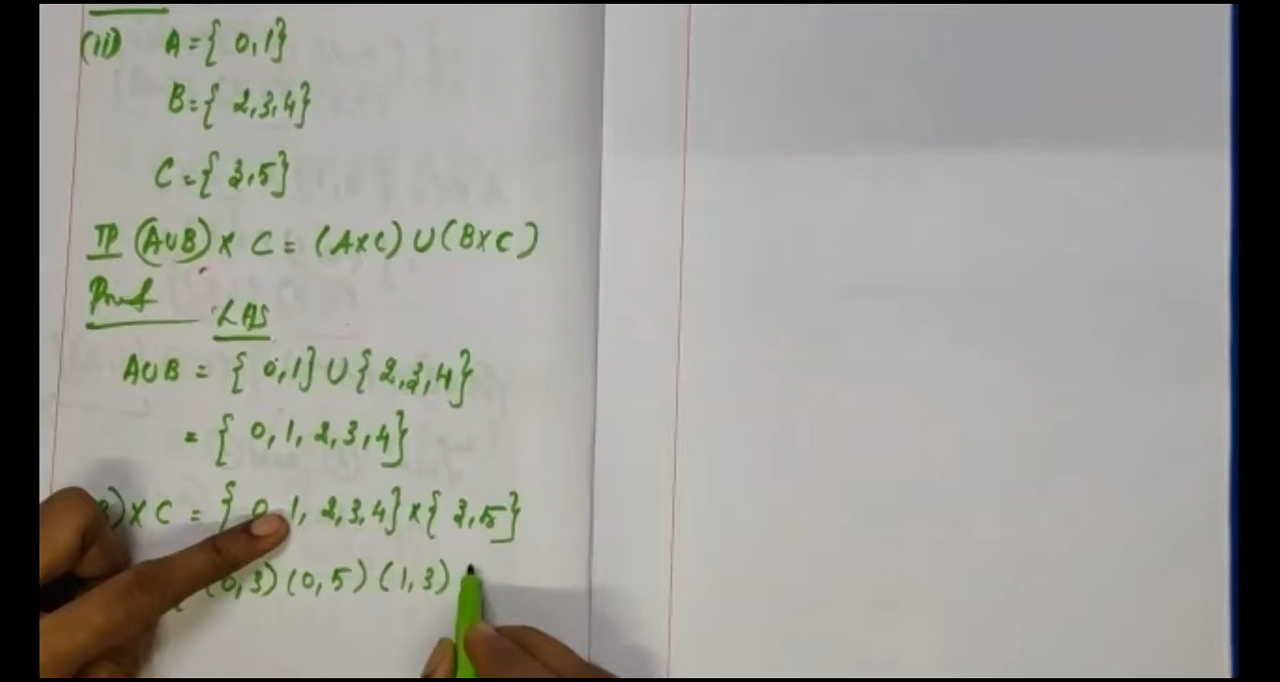 (ii) A={ 0,1}
B={ 2,3,4}
C={ 3,5}
TP (A∪B) × C = (A×C) ∪ (B×C)
Proof
LHS
A∪B = { 0,1} ∪ { 2,3,4}
= { 0,1, 2,3,4}
)× C = { 0, 1, 2,3,4} × { 3,5}
(0,3) (0,5) (1,3)